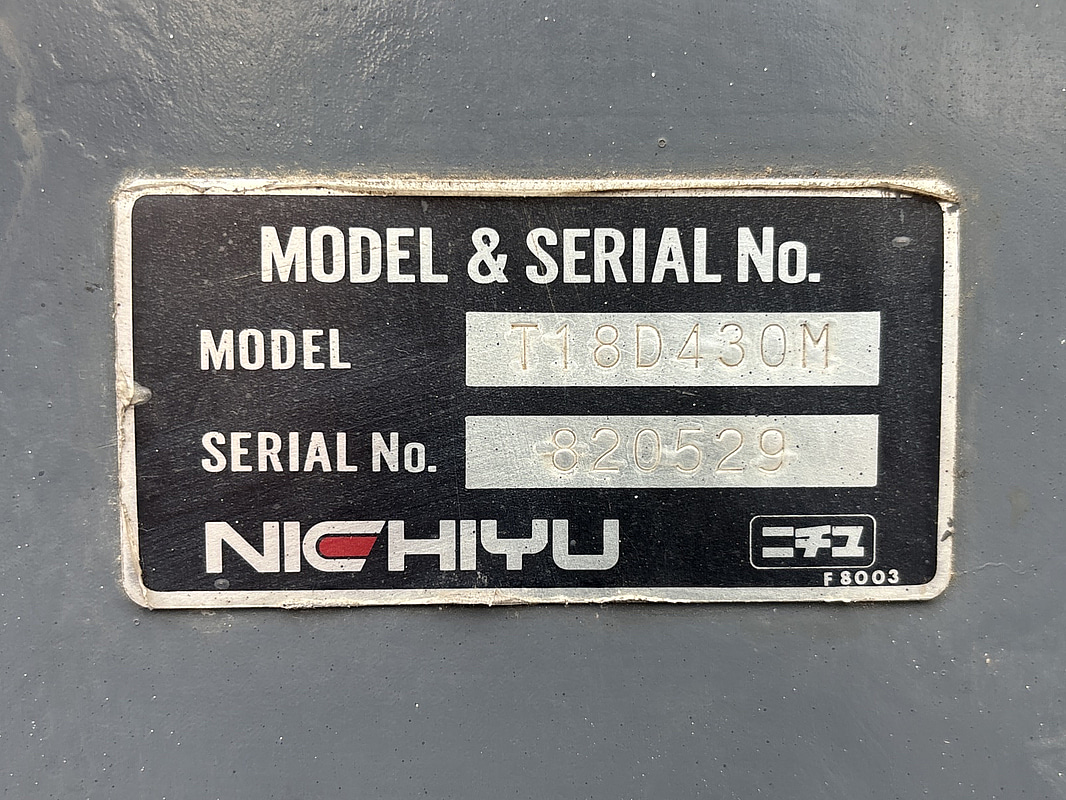 MODEL & SERIAL No.
MODEL T18D430M
SERIAL No. 820529
NICHIYU ニチユ
F8003